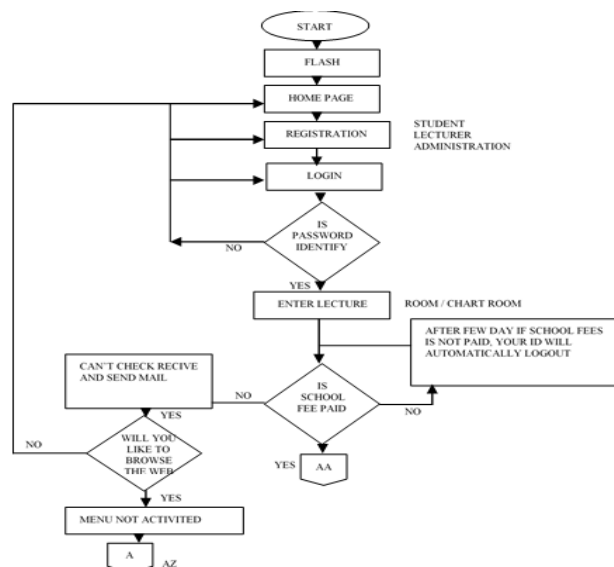 START
FLASH
HOME PAGE
REGISTRATION
STUDENT
LECTURER
ADMINISTRATION
LOGIN
IS
PASSWORD
IDENTIFY
NO
YES
ENTER LECTURE
ROOM / CHART ROOM
AFTER FEW DAY IF SCHOOL FEES
IS NOT PAID, YOUR ID WILL
AUTOMATICALLY LOGOUT
CAN'T CHECK RECIVE
AND SEND MAIL
IS
SCHOOL
FEE PAID
NO
NO
YES
WILL YOU
LIKE TO
BROWSE
THE WEB
NO
YES
AA
YES
MENU NOT ACTIVITED
A
AZ